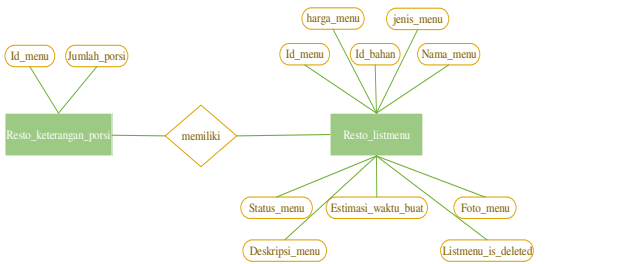 harga_menu
jenis_menu
Id_menu
Jumlah_porsi
Id_menu
Id_bahan
Nama_menu
Resto_keterangan_porsi
memiliki
Resto_listmenu
Status_menu
Estimasi_waktu_buat
Foto_menu
Deskripsi_menu
Listmenu_is_deleted